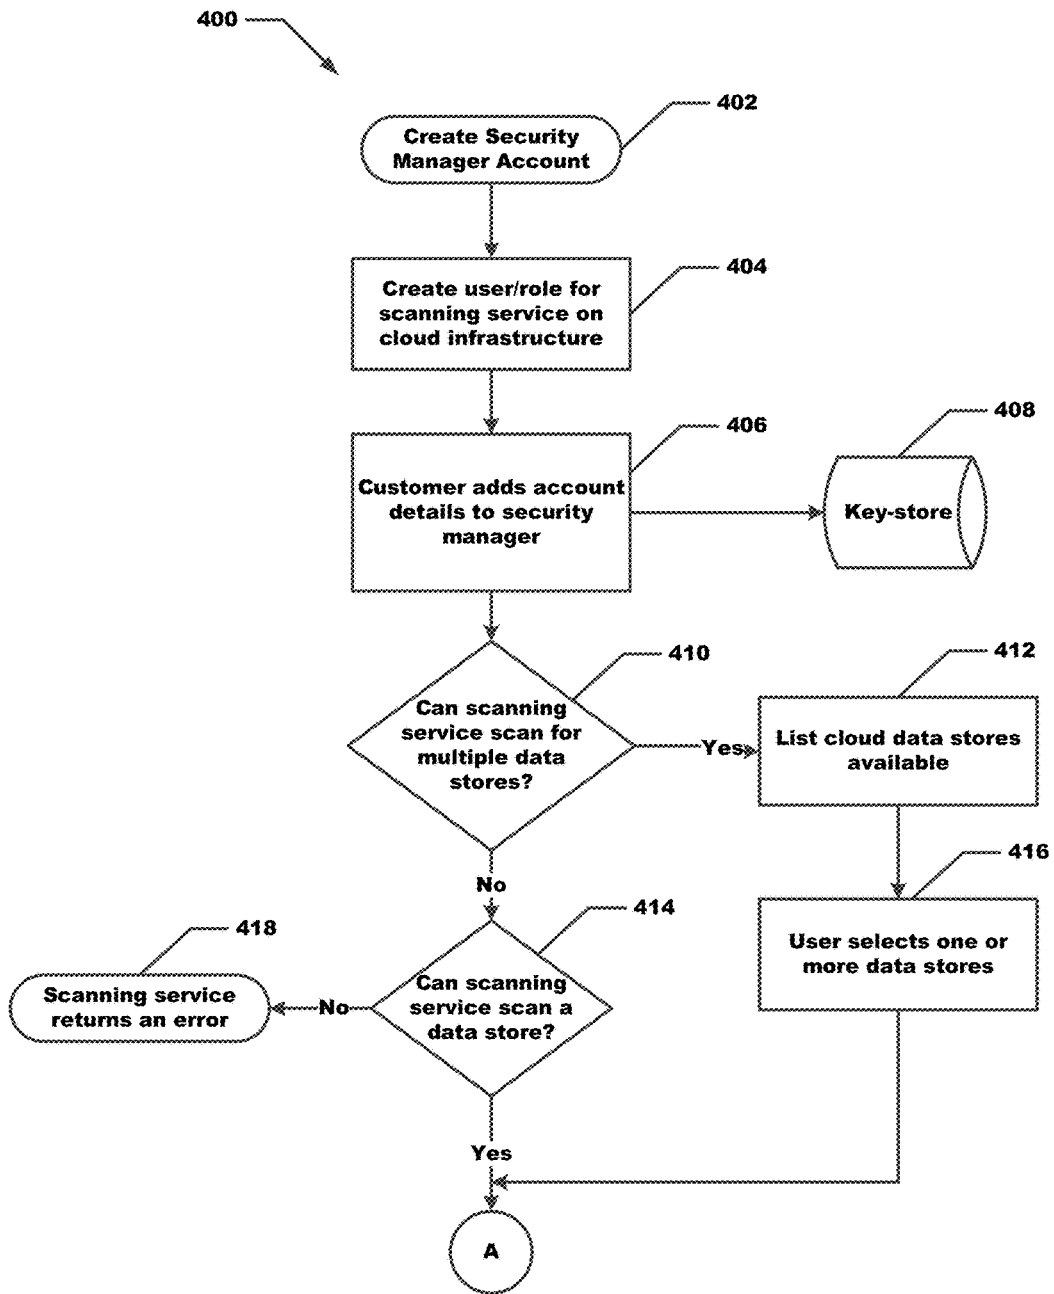 400
402
Create Security
Manager Account
404
Create user/role for
scanning service on
cloud infrastructure
406
408
Customer adds account
details to security
manager
Key-store
410
412
Can scanning
service scan for
multiple data
stores?
Yes
List cloud data stores
available
No
414
416
418
User selects one or
more data stores
Scanning service
returns an error
No
Can scanning
service scan a
data store?
Yes
A